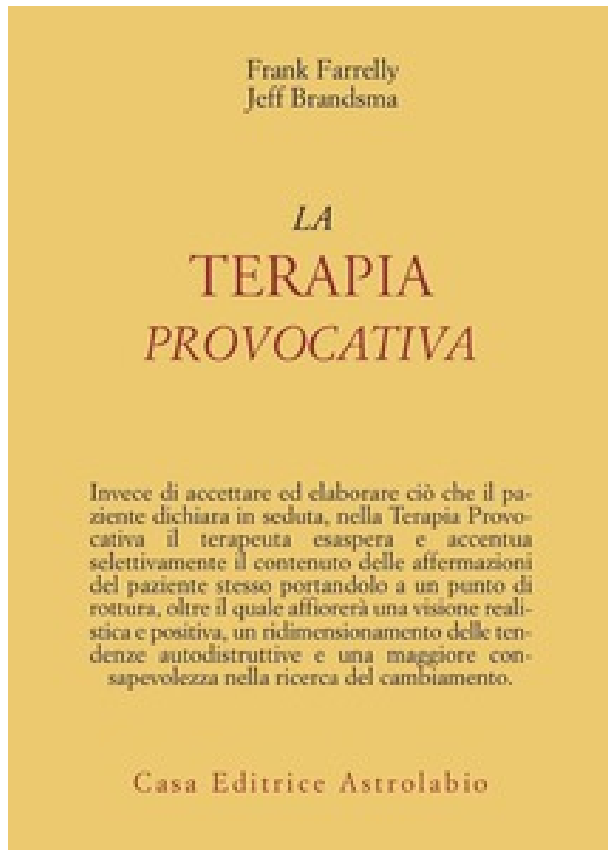 Frank Farrelly
Jeff Brandsma
LA
TERAPIA
PROVOCATIVA
Invece di accettare ed elaborare ciò che il pa-
ziente dichiara in seduta, nella Terapia Provo-
cativa il terapeuta esaspera e accentua
selettivamente il contenuto delle affermazioni
del paziente stesso portandolo a un punto di
rottura, oltre il quale affiorerà una visione reali-
stica e positiva, un ridimensionamento delle ten-
denze autodistruttive e una maggiore con-
sapevolezza nella ricerca del cambiamento.
Casa Editrice Astrolabio